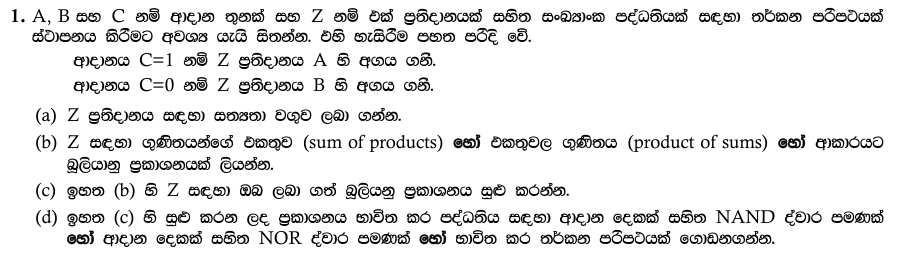 1. A, B සහ C නම් ආදාන තුනක් සහ Z නම් එක් ප්‍රතිදානයක් සහිත සංඛ්‍යාංක පද්ධතියක් සඳහා තර්කන පරිපථයක්
ස්ථාපනය කිරීමට අවශ්‍ය යැයි සිතන්න. එහි හැසිරීම පහත පරිදි වේ.
ආදානය C=1 නම් Z ප්‍රතිදානය A හි අගය ගනී.
ආදානය C=0 නම් Z ප්‍රතිදානය B හි අගය ගනී.
(a) Z ප්‍රතිදානය සඳහා සත්‍යතා වගුව ලබා ගන්න.
(b) Z සඳහා ගුණිතයන්ගේ එකතුව (sum of products) හෝ එකතුවල ගුණිතය (product of sums) හෝ ආකාරයට
බූලියානු ප්‍රකාශනයක් ලියන්න.
(c) ඉහත (b) හි Z සඳහා ඔබ ලබා ගත් බූලියානු ප්‍රකාශනය සුළු කරන්න.
(d) ඉහත (c) හි සුළු කරන ලද ප්‍රකාශනය භාවිත කර පද්ධතිය සඳහා ආදාන දෙකක් සහිත NAND ද්වාර පමණක්
හෝ ආදාන දෙකක් සහිත NOR ද්වාර පමණක් හෝ භාවිත කර තර්කන පරිපථයක් ගොඩනගන්න.